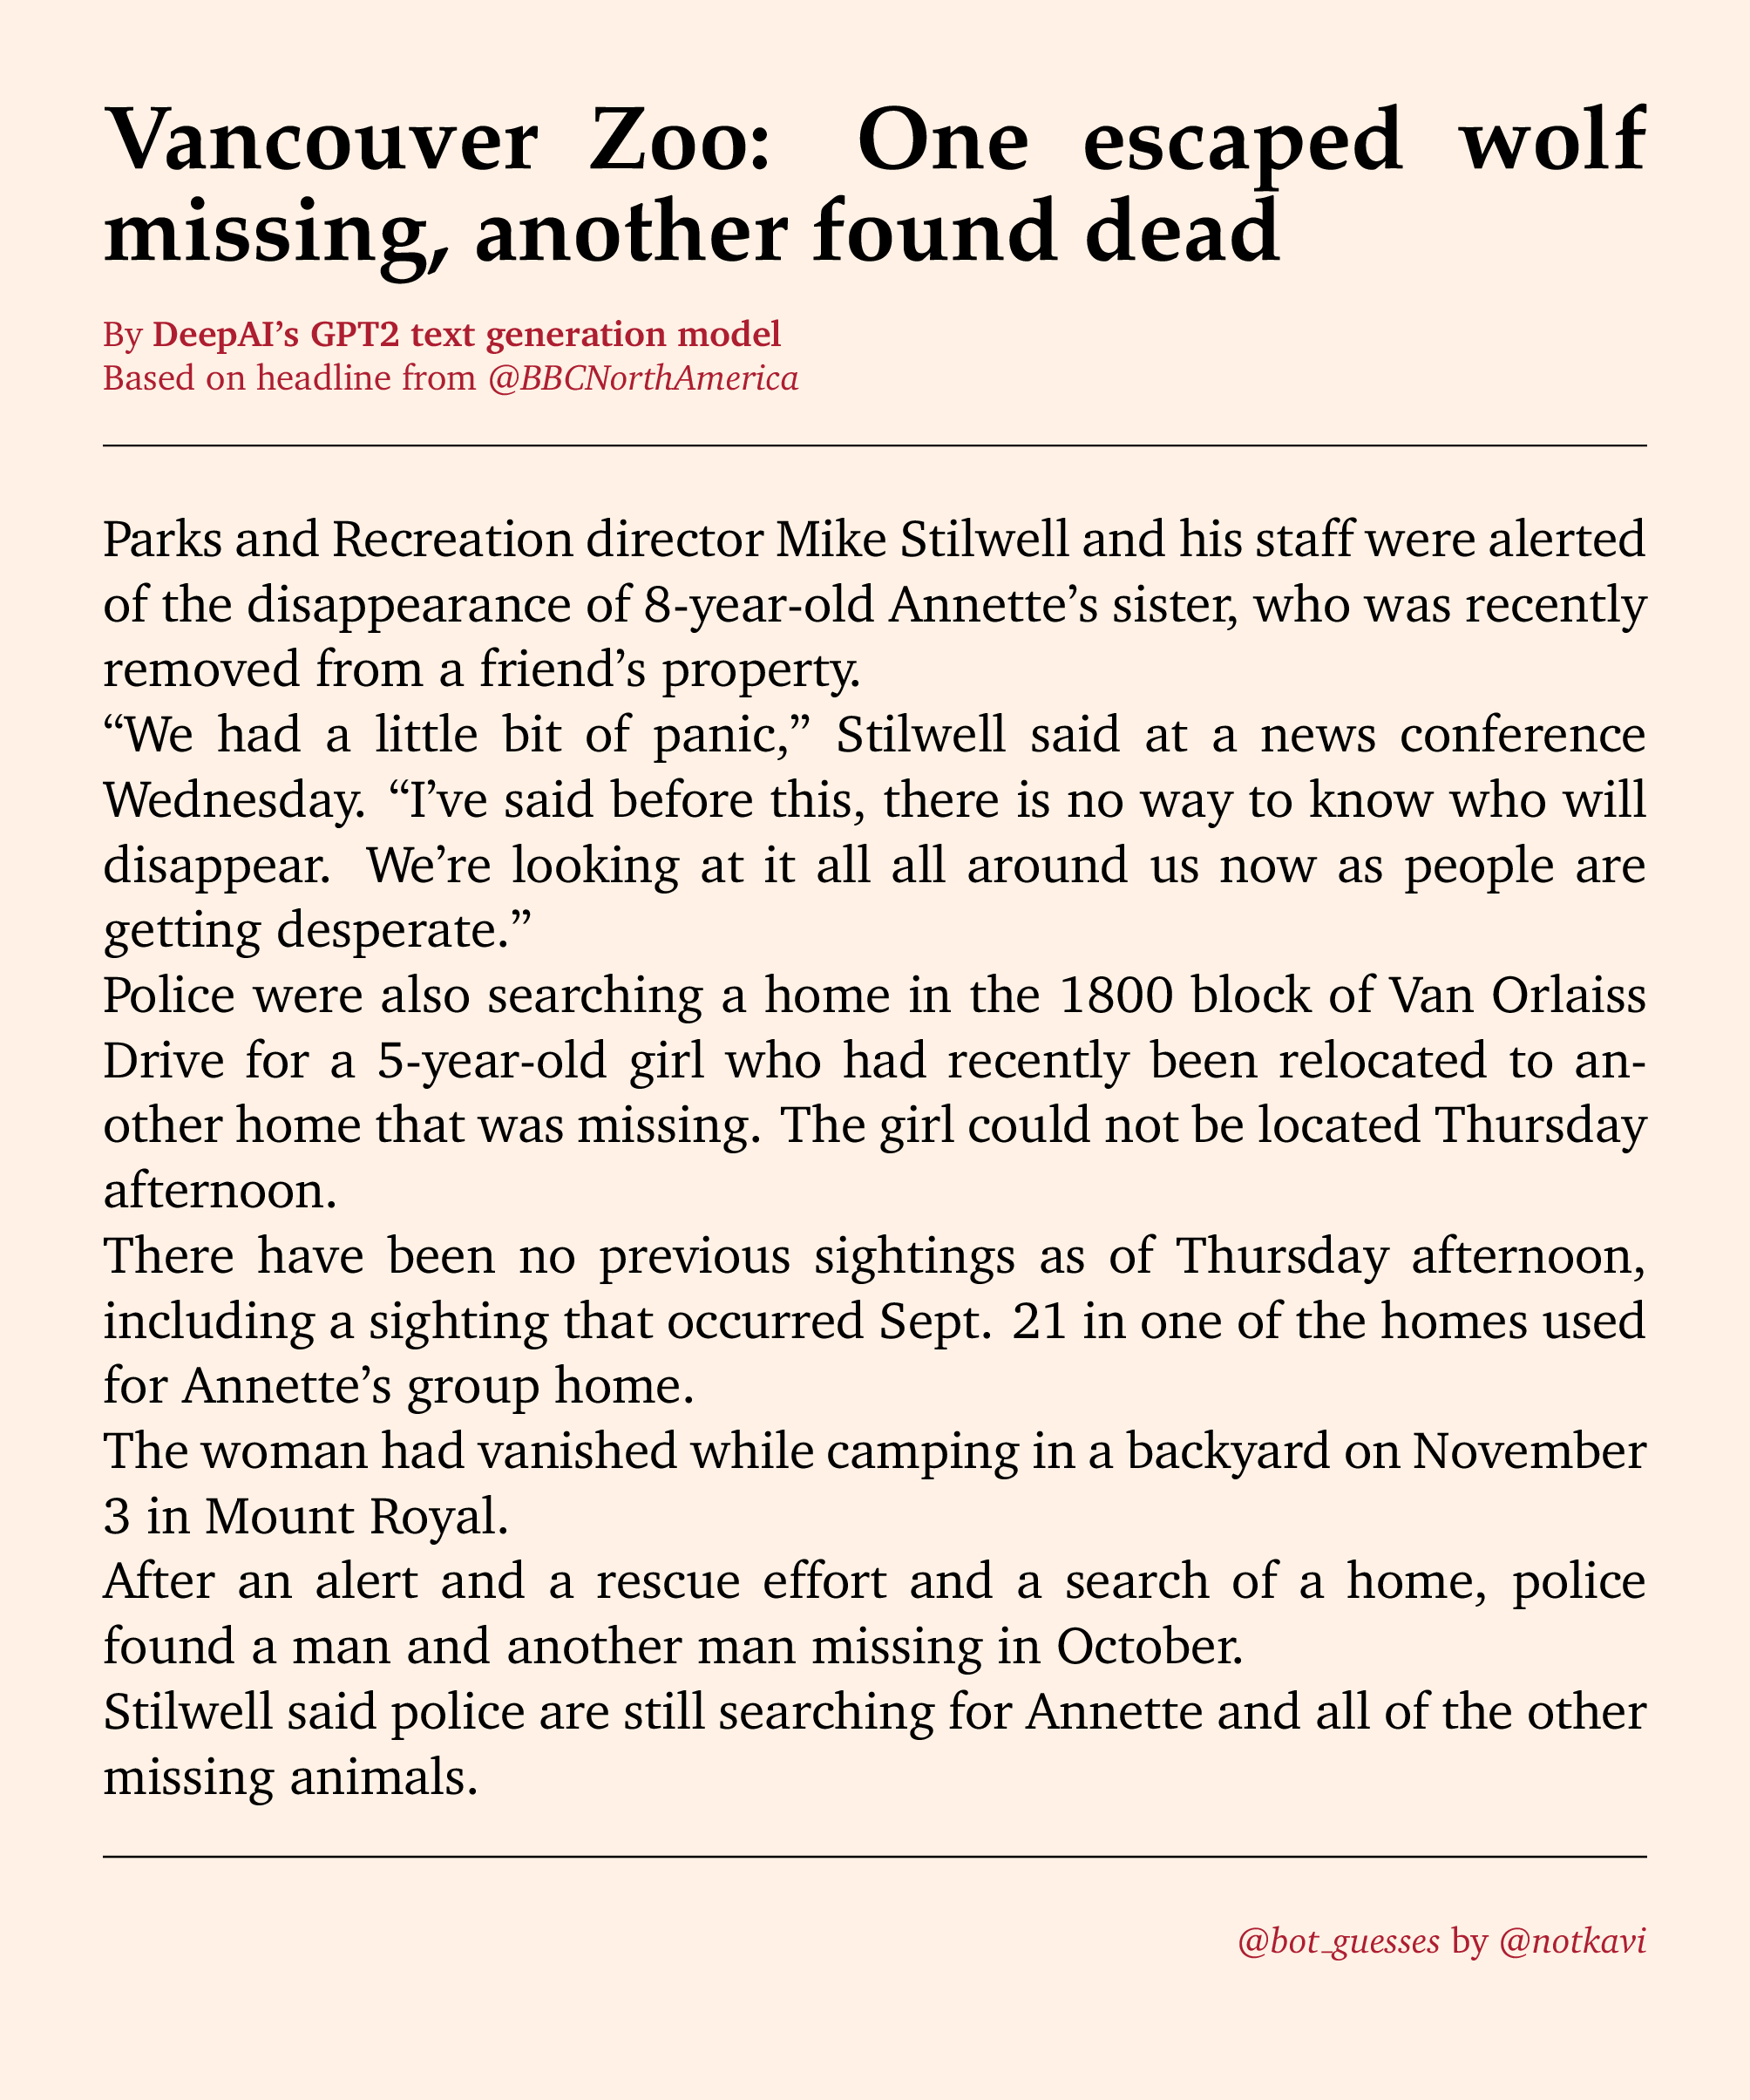 Vancouver Zoo: One escaped wolf
missing, another found dead
By DeepAI’s GPT2 text generation model
Based on headline from @BBCNorthAmerica
Parks and Recreation director Mike Stilwell and his staff were alerted
of the disappearance of 8-year-old Annette’s sister, who was recently
removed from a friend’s property.
“We had a little bit of panic,” Stilwell said at a news conference
Wednesday. “I’ve said before this, there is no way to know who will
disappear. We’re looking at it all all around us now as people are
getting desperate.”
Police were also searching a home in the 1800 block of Van Orlaiss
Drive for a 5-year-old girl who had recently been relocated to an-
other home that was missing. The girl could not be located Thursday
afternoon.
There have been no previous sightings as of Thursday afternoon,
including a sighting that occurred Sept. 21 in one of the homes used
for Annette’s group home.
The woman had vanished while camping in a backyard on November
3 in Mount Royal.
After an alert and a rescue effort and a search of a home, police
found a man and another man missing in October.
Stilwell said police are still searching for Annette and all of the other
missing animals.
@bot_guesses by @notkavi